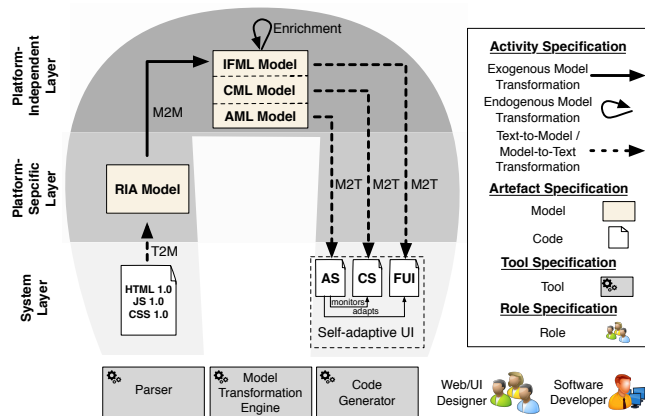 Platform-
Independent
Layer
Platform-
Sepcific
Layer
System
Layer
Enrichment
IFML Model
CML Model
AML Model
M2M
RIA Model
M2T
M2T
M2T
T2M
HTML 1.0
JS 1.0
CSS 1.0
AS
CS
FUI
monitors
adapts
Self-adaptive UI
Parser
Model
Transformation
Engine
Code
Generator
Web/UI
Designer
Software
Developer
Activity Specification
Exogenous Model
Transformation
Endogenous Model
Transformation
Text-to-Model /
Model-to-Text
Transformation
Artefact Specification
Model
Code
Tool Specification
Tool
Role Specification
Role